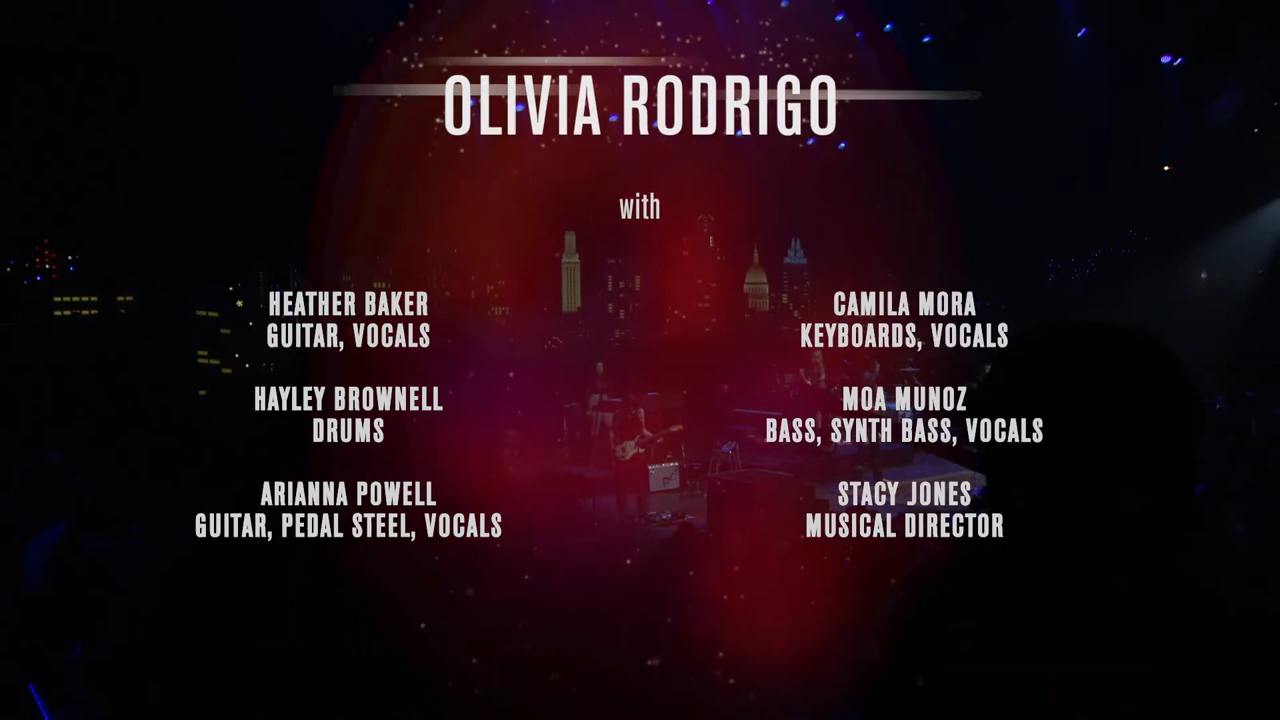 OLIVIA RODRIGO
with
HEATHER BAKER
GUITAR, VOCALS
HAYLEY BROWNELL
DRUMS
ARIANNA POWELL
GUITAR, PEDAL STEEL, VOCALS
CAMILA MORA
KEYBOARDS, VOCALS
MOA MUNOZ
BASS, SYNTH BASS, VOCALS
STACY JONES
MUSICAL DIRECTOR